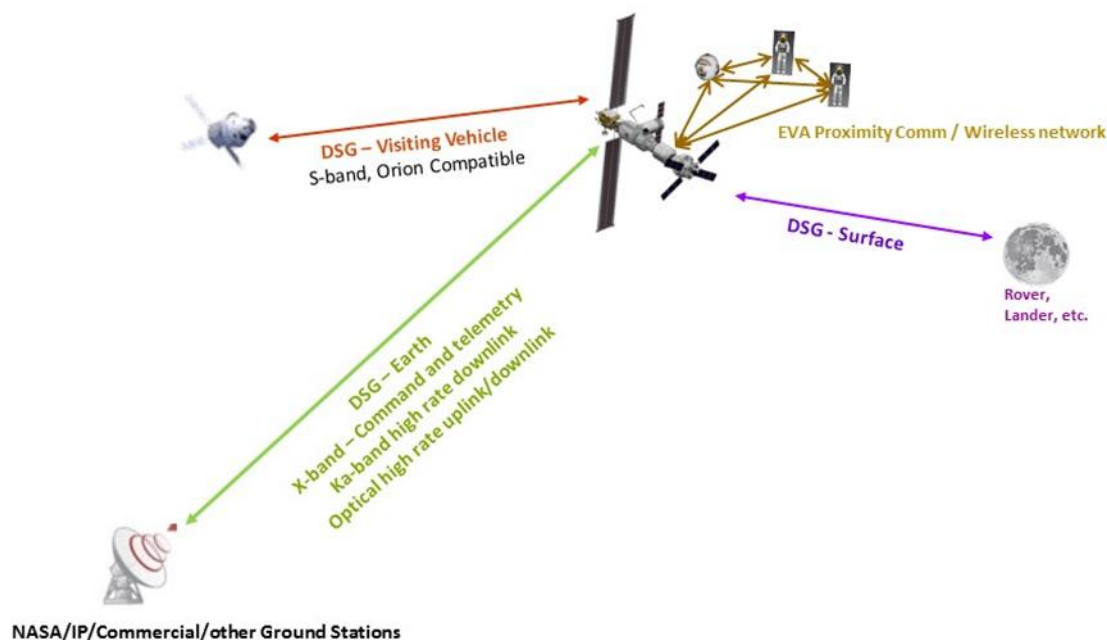 EVA Proximity Comm / Wireless network
DSG – Visiting Vehicle
S-band, Orion Compatible
DSG - Surface
Rover,
Lander, etc.
DSG – Earth
X-band – Command and telemetry
Ka-band high rate downlink
Optical high rate uplink/downlink
NASA/IP/Commercial/other Ground Stations